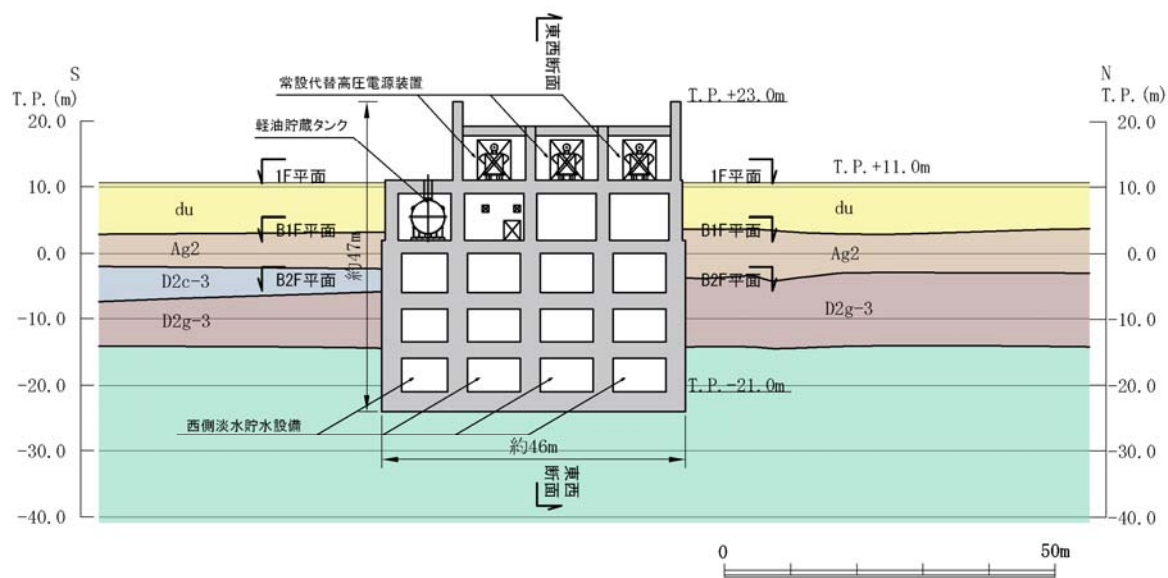 東西断面
S
T.P.(m)
N
T.P.(m)
常設代替高圧電源装置
T.P.+23.0m
20.0
20.0
軽油貯蔵タンク
1F平面
1F平面
T.P.+11.0m
10.0
10.0
du
du
B1F平面
B1F平面
0.0
0.0
Ag2
Ag2
約47m
D2c-3
B2F平面
B2F平面
D2g-3
D2g-3
-10.0
-10.0
-20.0
T.P.-21.0m
-20.0
西側淡水貯水設備
約46m
-30.0
-30.0
東西断面
-40.0
-40.0
0
50m